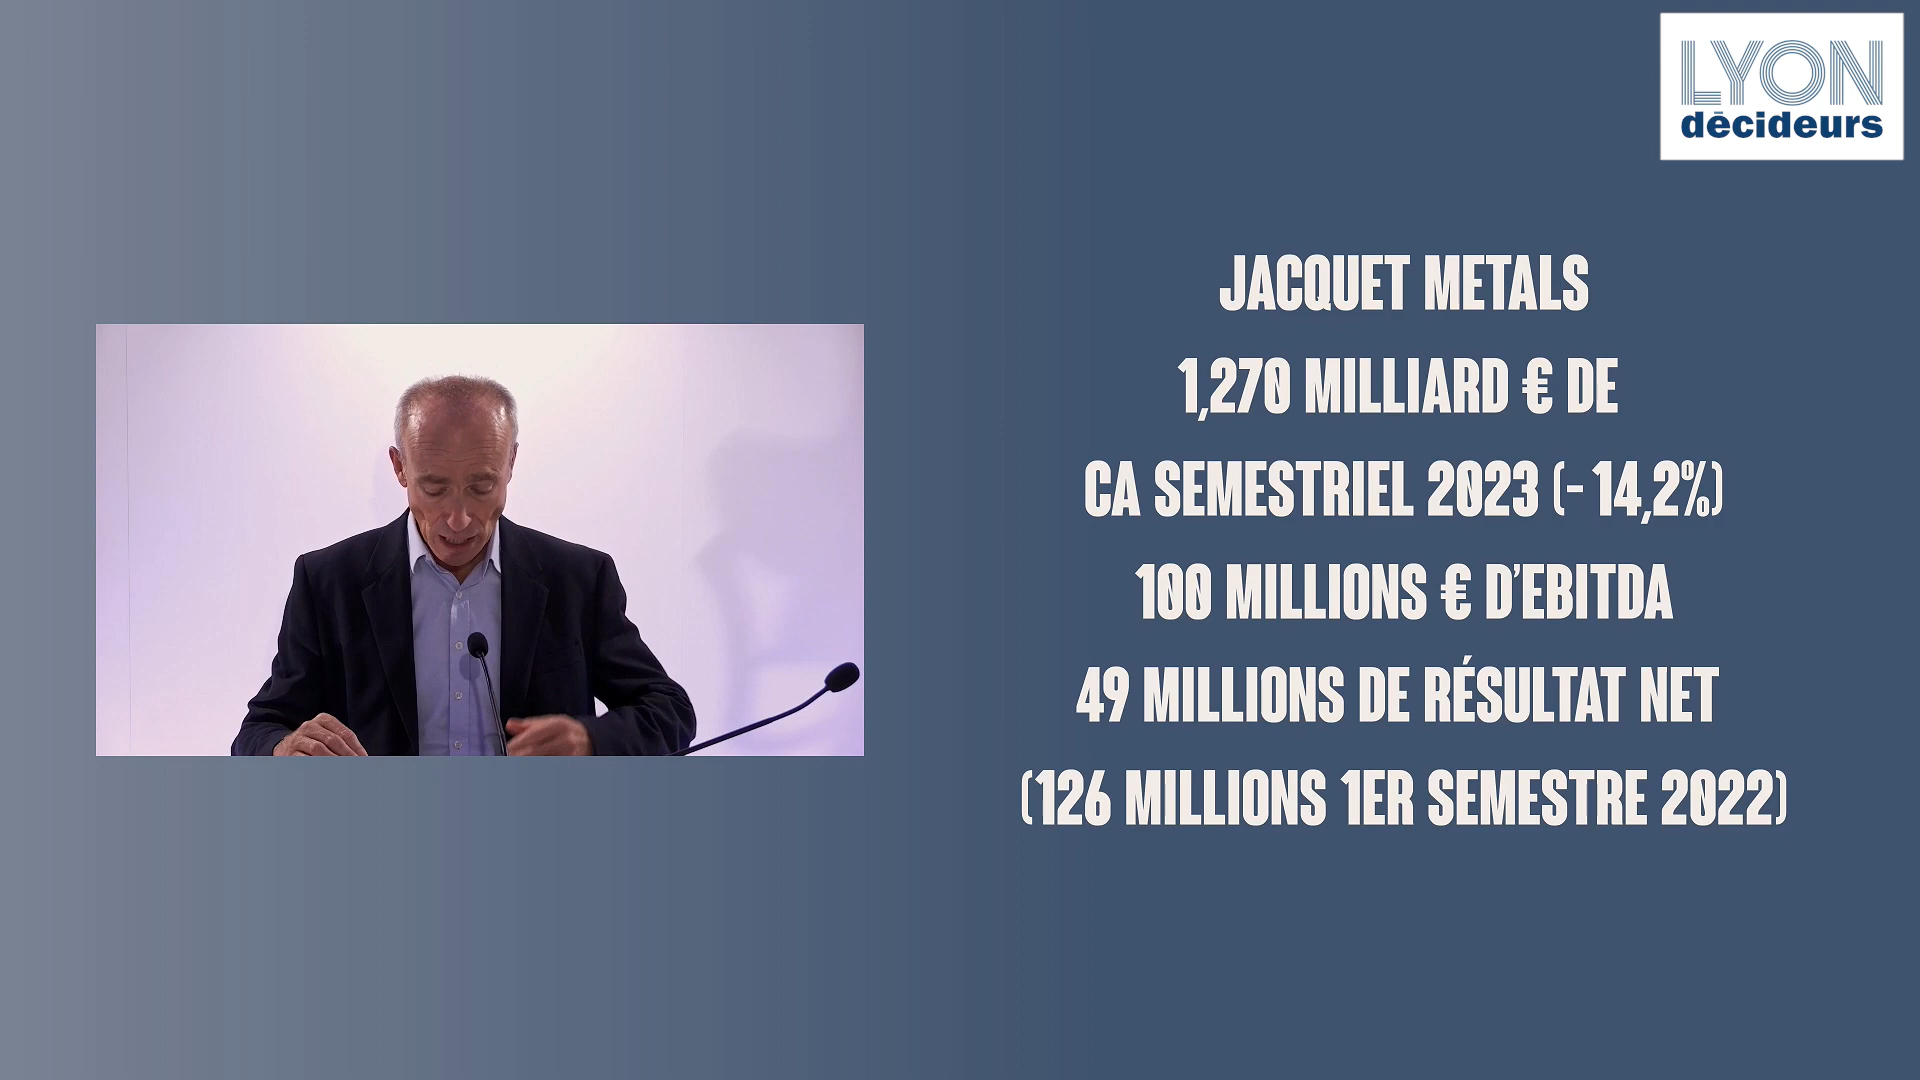 LYON
décideurs
JACQUET METALS
1,270 MILLIARD € DE
CA SEMESTRIEL 2023 (- 14,2%)
100 MILLIONS € D’EBITDA
49 MILLIONS DE RÉSULTAT NET
(126 MILLIONS 1ER SEMESTRE 2022)